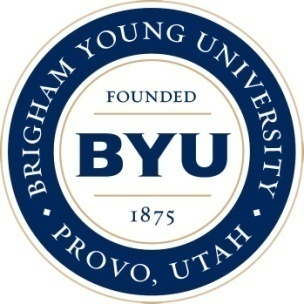 BRIGHAM YOUNG UNIVERSITY
FOUNDED
BYU
1875
PROVO, UTAH